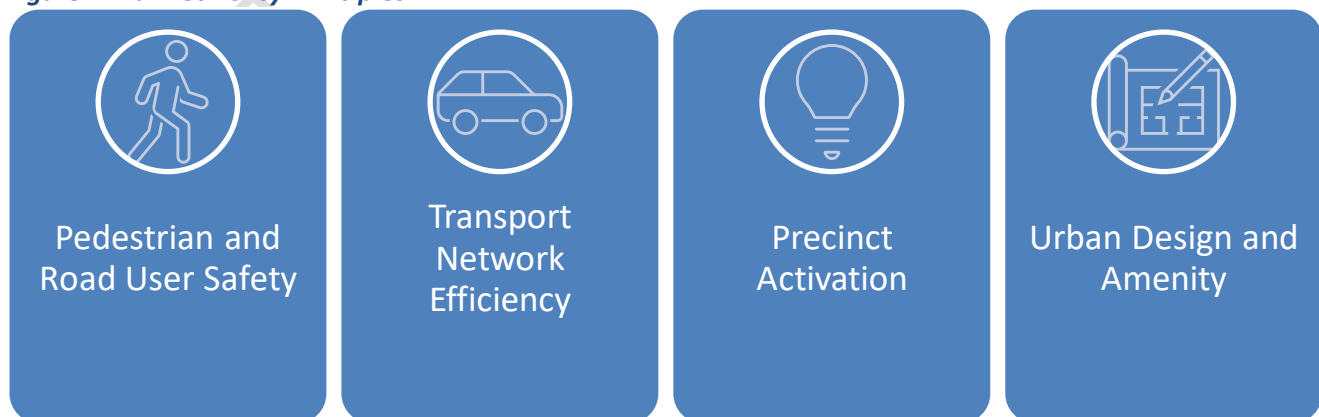 Pedestrian and
Road User Safety
Transport
Network
Efficiency
Precinct
Activation
Urban Design and
Amenity